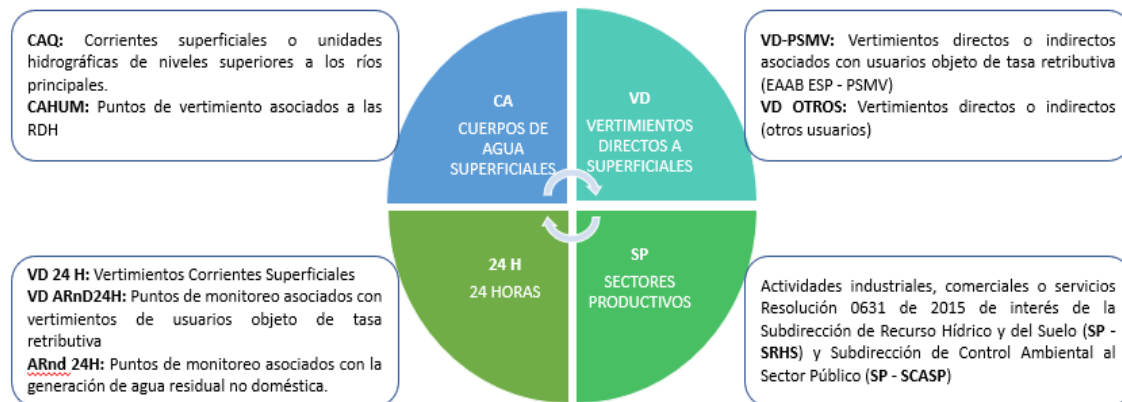 CAQ: Corrientes superficiales o unidades
hidrográficas de niveles superiores a los ríos
principales.
CAHUM: Puntos de vertimiento asociados a las
RDH
CA
CUERPOS DE
AGUA
SUPERFICIALES
VD
VERTIMIENTOS
DIRECTOS A
SUPERFICIALES
VD-PSMV: Vertimientos directos o indirectos
asociados con usuarios objeto de tasa retributiva
(EAAB ESP - PSMV)
VD OTROS: Vertimientos directos o indirectos
(otros usuarios)
VD 24 H: Vertimientos Corrientes Superficiales
VD ARnD24H: Puntos de monitoreo asociados con
vertimientos de usuarios objeto de tasa
retributiva
ARnd 24H: Puntos de monitoreo asociados con la
generación de agua residual no doméstica.
24 H
24 HORAS
SP
SECTORES
PRODUCTIVOS
Actividades industriales, comerciales o servicios
Resolución 0631 de 2015 de interés de la
Subdirección de Recurso Hídrico y del Suelo (SP -
SRHS) y Subdirección de Control Ambiental al
Sector Público (SP - SCASP)